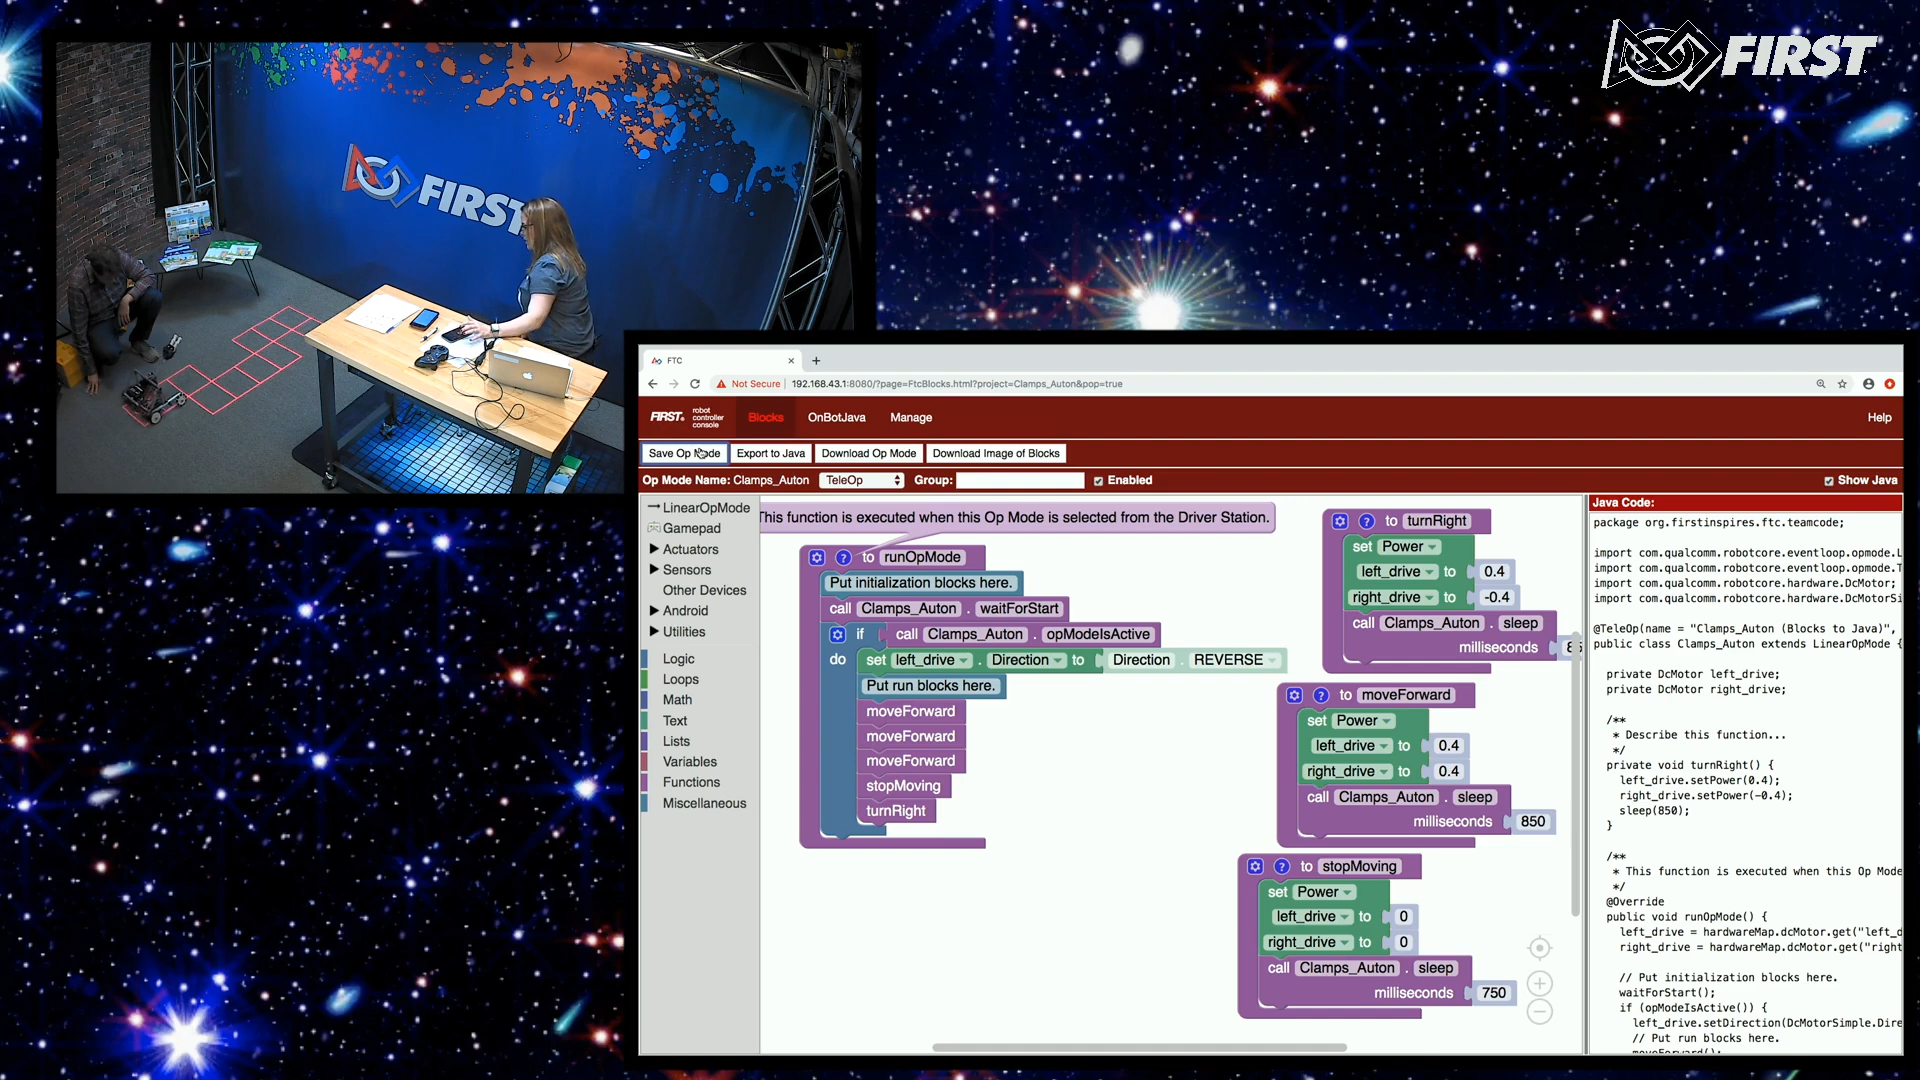 FIRST
FIRST
FTC
Not Secure | 192.168.43.1:8080/?page=FtcBlocks.html?project=Clamps_Auton&pop=true
FIRST robot controller console
Blocks
OnBotJava
Manage
Help
Save Op Mode
Export to Java
Download Op Mode
Download Image of Blocks
Op Mode Name: Clamps_Auton
TeleOp
Group:
Enabled
Show Java
LinearOpMode
Gamepad
Actuators
Sensors
Other Devices
Android
Utilities
Logic
Loops
Math
Text
Lists
Variables
Functions
Miscellaneous
This function is executed when this Op Mode is selected from the Driver Station.
? to runOpMode
Put initialization blocks here.
call Clamps_Auton . waitForStart
if call Clamps_Auton . opModeIsActive
do set left_drive . Direction to Direction . REVERSE
Put run blocks here.
moveForward
moveForward
moveForward
stopMoving
turnRight
? to turnRight
set Power
left_drive to 0.4
right_drive to -0.4
call Clamps_Auton . sleep
milliseconds
? to moveForward
set Power
left_drive to 0.4
right_drive to 0.4
call Clamps_Auton . sleep
milliseconds 850
? to stopMoving
set Power
left_drive to 0
right_drive to 0
call Clamps_Auton . sleep
milliseconds 750
Java Code:
package org.firstinspires.ftc.teamcode;
import com.qualcomm.robotcore.eventloop.opmode.L
import com.qualcomm.robotcore.eventloop.opmode.T
import com.qualcomm.robotcore.hardware.DcMotor;
import com.qualcomm.robotcore.hardware.DcMotorSi
@TeleOp(name = "Clamps_Auton (Blocks to Java)",
public class Clamps_Auton extends LinearOpMode {
private DcMotor left_drive;
private DcMotor right_drive;
/**
* Describe this function...
*/
private void turnRight() {
left_drive.setPower(0.4);
right_drive.setPower(-0.4);
sleep(850);
}
/**
* This function is executed when this Op Mode
*/
@Override
public void runOpMode() {
left_drive = hardwareMap.dcMotor.get("left_d
right_drive = hardwareMap.dcMotor.get("right
// Put initialization blocks here.
waitForStart();
if (opModeIsActive()) {
left_drive.setDirection(DcMotorSimple.Dire
// Put run blocks here.
moveForward();